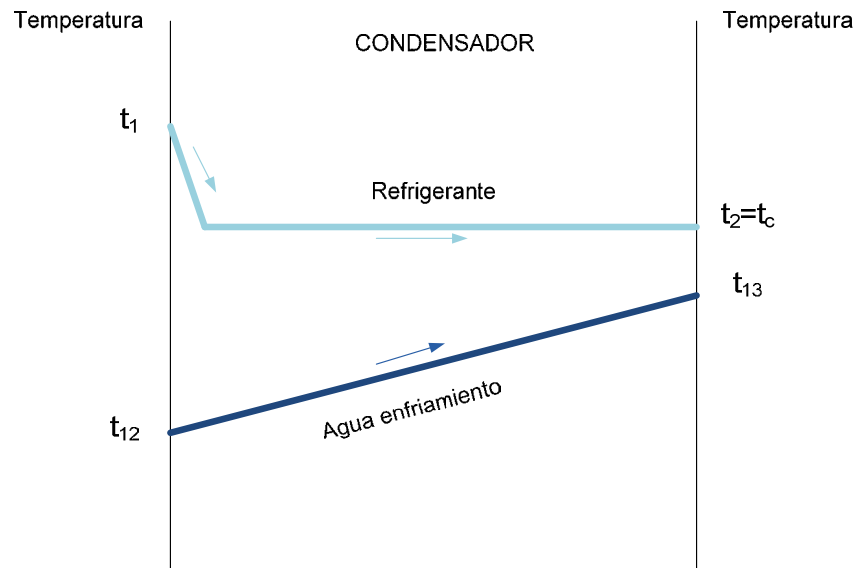 Temperatura
Temperatura
CONDENSADOR
t1
Refrigerante
t2=tc
t13
t12
Agua enfriamiento